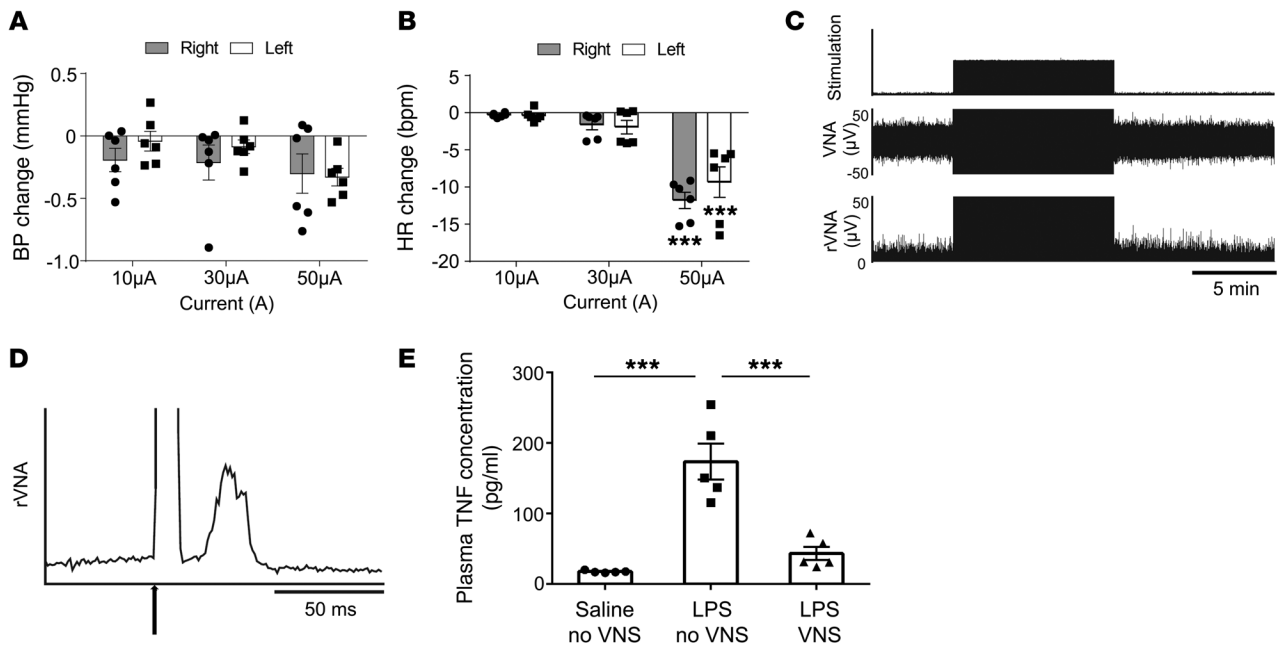 A
Right Left
BP change (mmHg)
0.5
0
-0.5
-1.0
10µA 30µA 50µA
Current (A)
B
Right Left
HR change (bpm)
5
0
-5
-10
-15
-20
*** ***
10µA 30µA 50µA
Current (A)
C
Stimulation
VNA
(µV)
50
-50
rVNA
(µV)
50
0
5 min
D
rVNA
50 ms
E
Plasma TNF concentration
(pg/ml)
300
200
100
0
*** ***
Saline
no VNS
LPS
no VNS
LPS
VNS